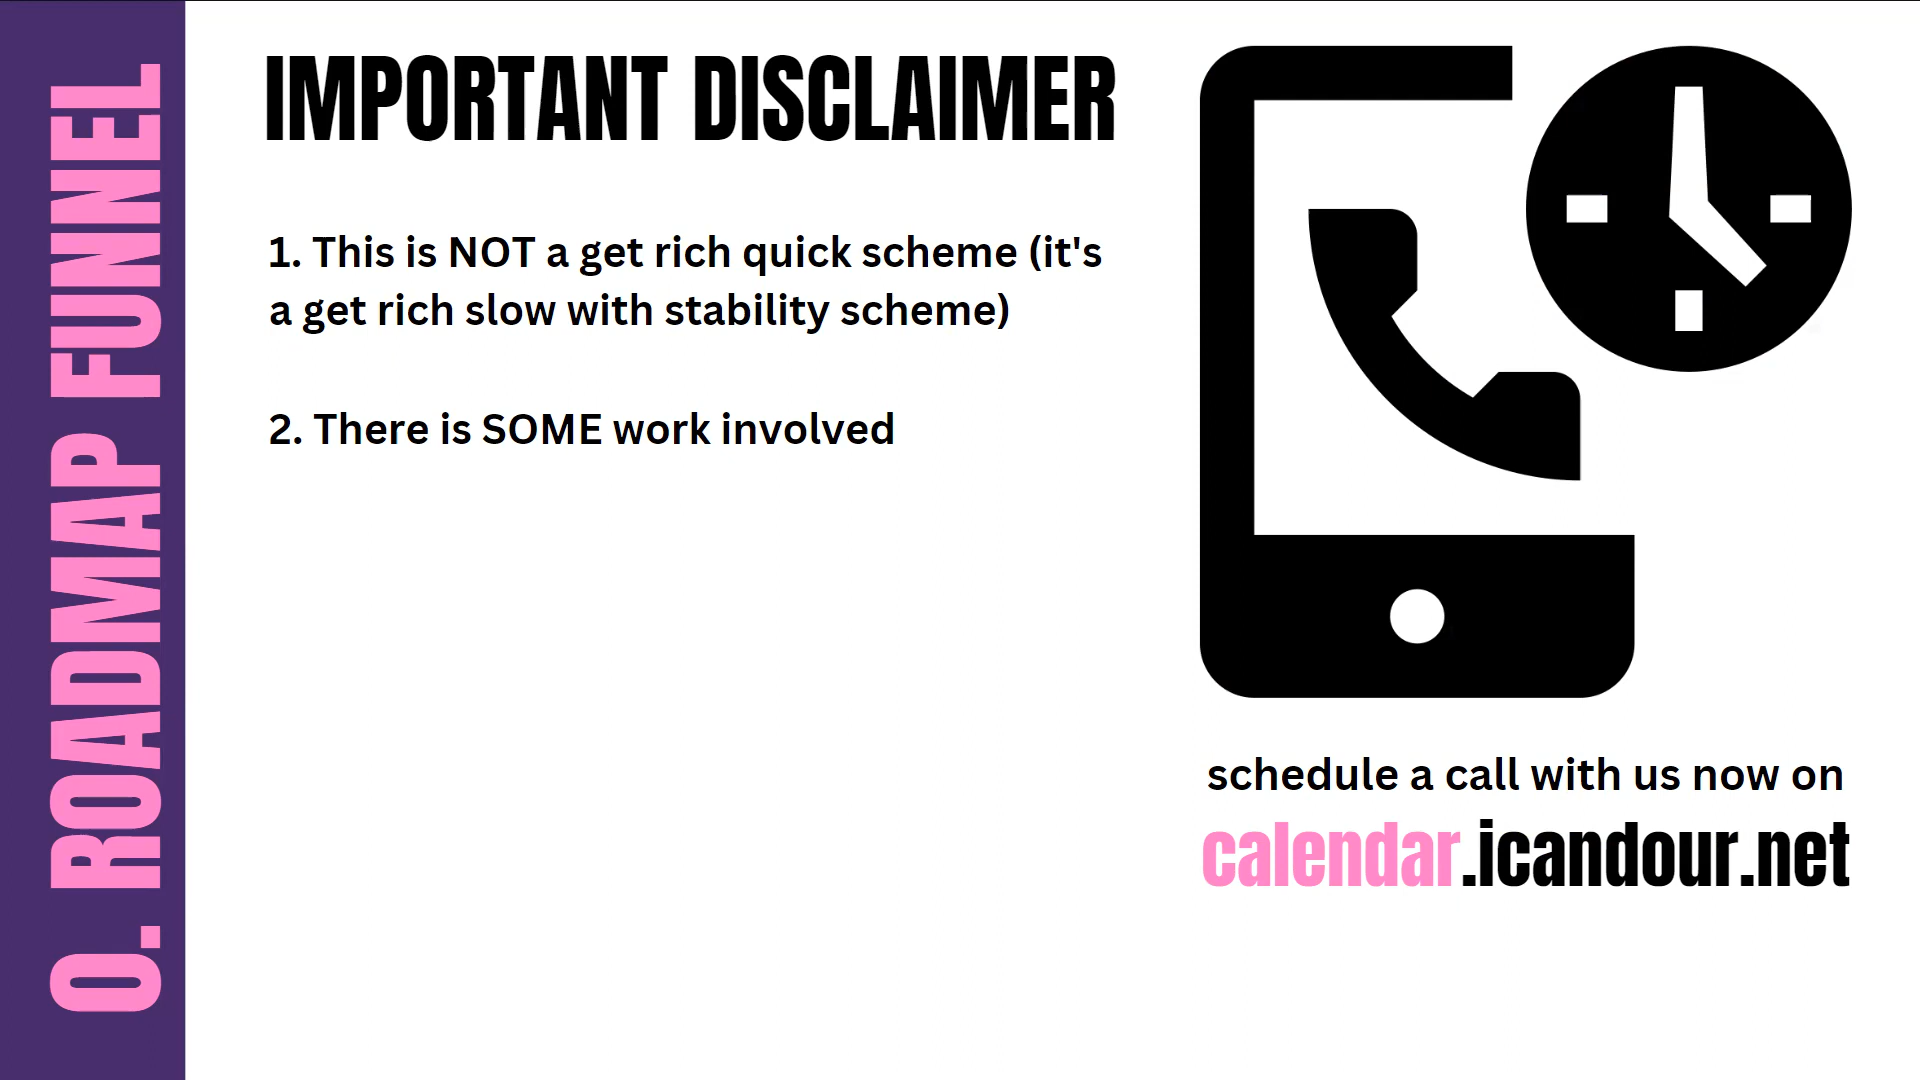 0. ROADMAP FUNNEL
IMPORTANT DISCLAIMER
1. This is NOT a get rich quick scheme (it's
a get rich slow with stability scheme)
2. There is SOME work involved
schedule a call with us now on
calendar.icandour.net